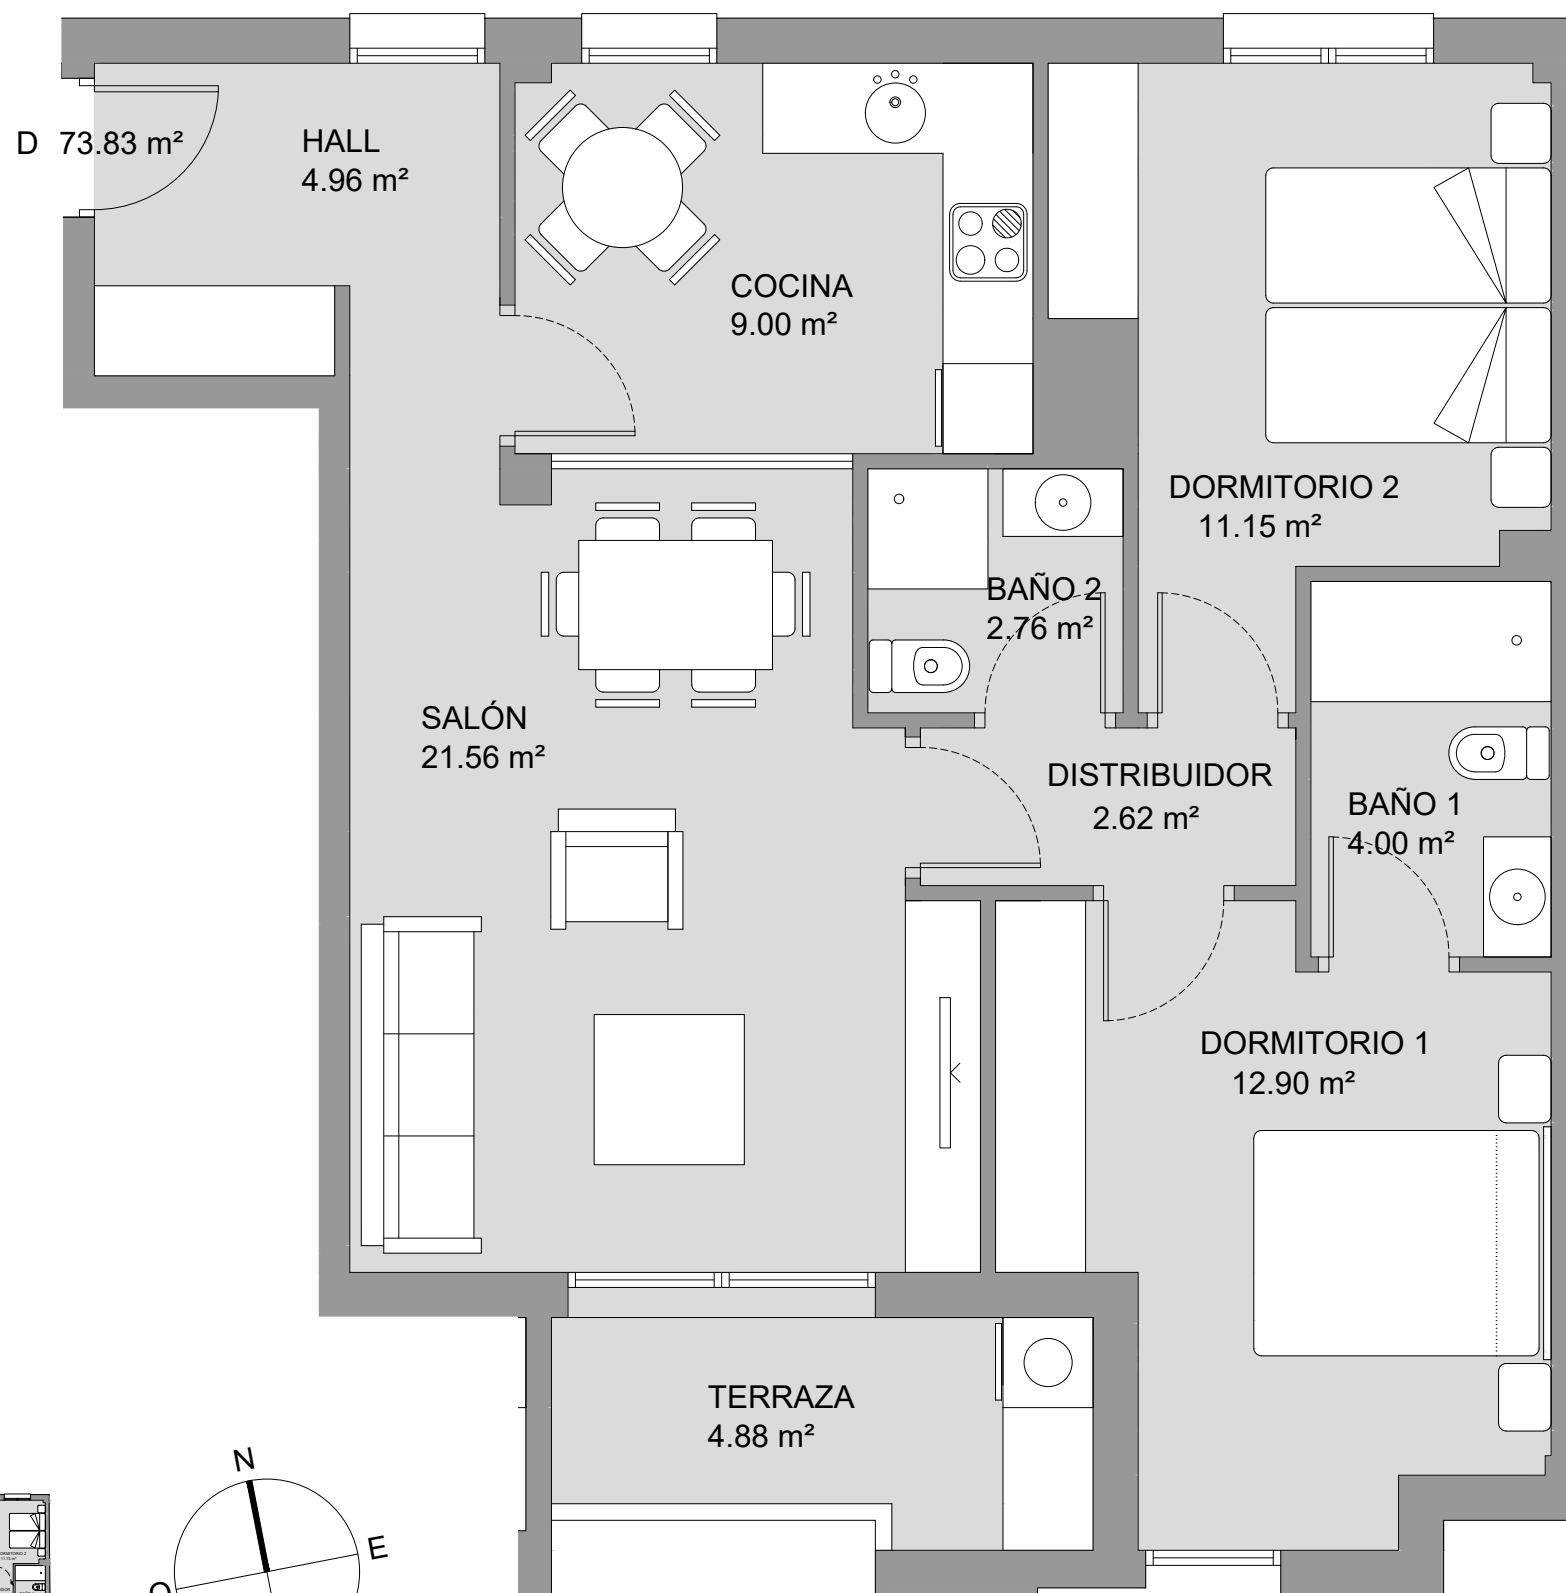 D 73.83 m²
HALL
4.96 m²
COCINA
9.00 m²
DORMITORIO 2
11.15 m²
BAÑO 2
2.76 m²
SALÓN
21.56 m²
DISTRIBUIDOR
2.62 m²
BAÑO 1
4.00 m²
DORMITORIO 1
12.90 m²
TERRAZA
4.88 m²
N
E